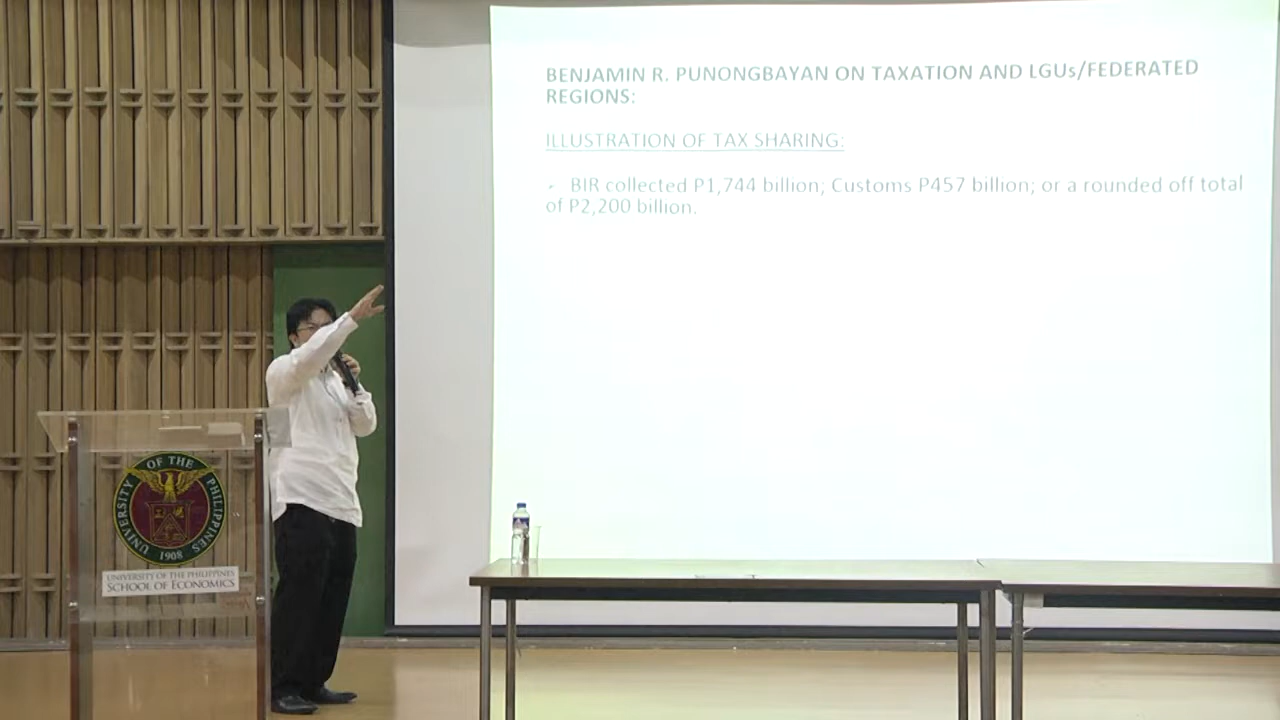 BENJAMIN R. PUNONGBAYAN ON TAXATION AND LGUs/FEDERATED
REGIONS:
ILLUSTRATION OF TAX SHARING:
➢ BIR collected P1,744 billion; Customs P457 billion; or a rounded off total
of P2,200 billion.
UNIVERSITY OF THE PHILIPPINES
1908
UNIVERSITY OF THE PHILIPPINES
SCHOOL OF ECONOMICS